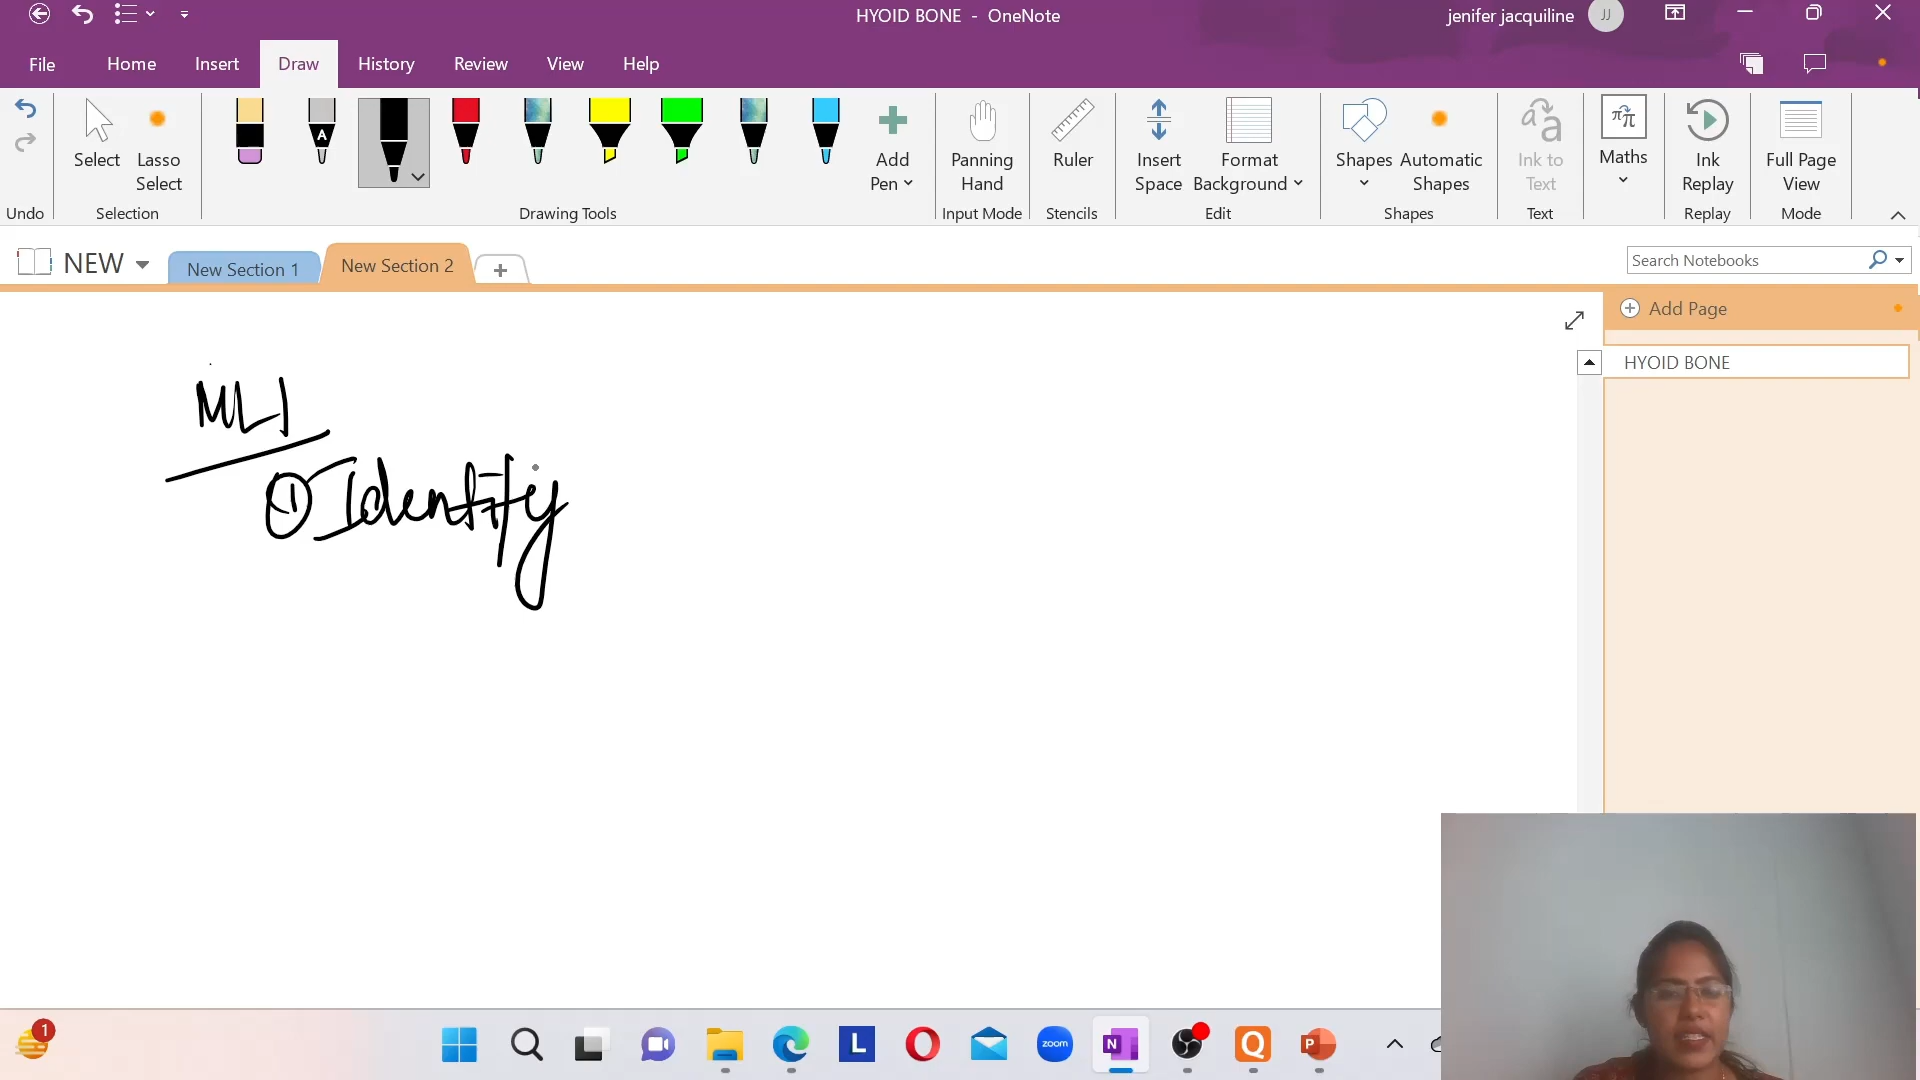 HYOID BONE - OneNote
jenifer jacquiline
JJ
File
Home
Insert
Draw
History
Review
View
Help
Select
Lasso
Select
A
Add
Pen
Panning
Hand
Ruler
Insert
Space
Format
Background
Shapes
Automatic
Shapes
Ink to
Text
Maths
Ink
Replay
Full Page
View
Undo
Selection
Drawing Tools
Input Mode
Stencils
Edit
Shapes
Text
Replay
Mode
NEW
New Section 1
New Section 2
Search Notebooks
Add Page
HYOID BONE
MLI
① Identify
1
L
zoom
N
Q
P